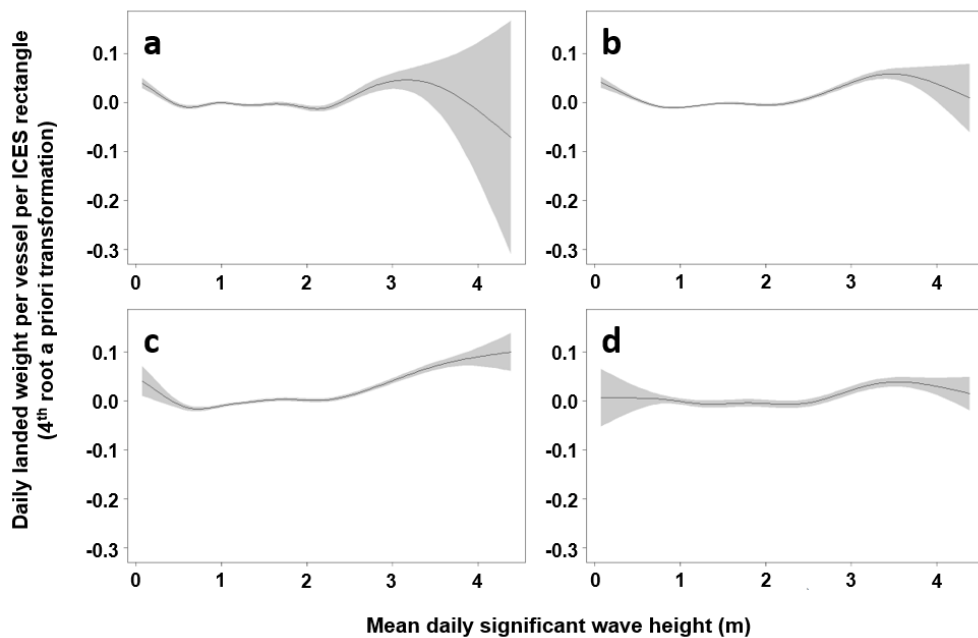 Daily landed weight per vessel per ICES rectangle
(4th root a priori transformation)
a
0.1
0.0
-0.1
-0.2
-0.3
0 1 2 3 4
b
0.1
0.0
-0.1
-0.2
-0.3
0 1 2 3 4
c
0.1
0.0
-0.1
-0.2
-0.3
0 1 2 3 4
d
0.1
0.0
-0.1
-0.2
-0.3
0 1 2 3 4
Mean daily significant wave height (m)